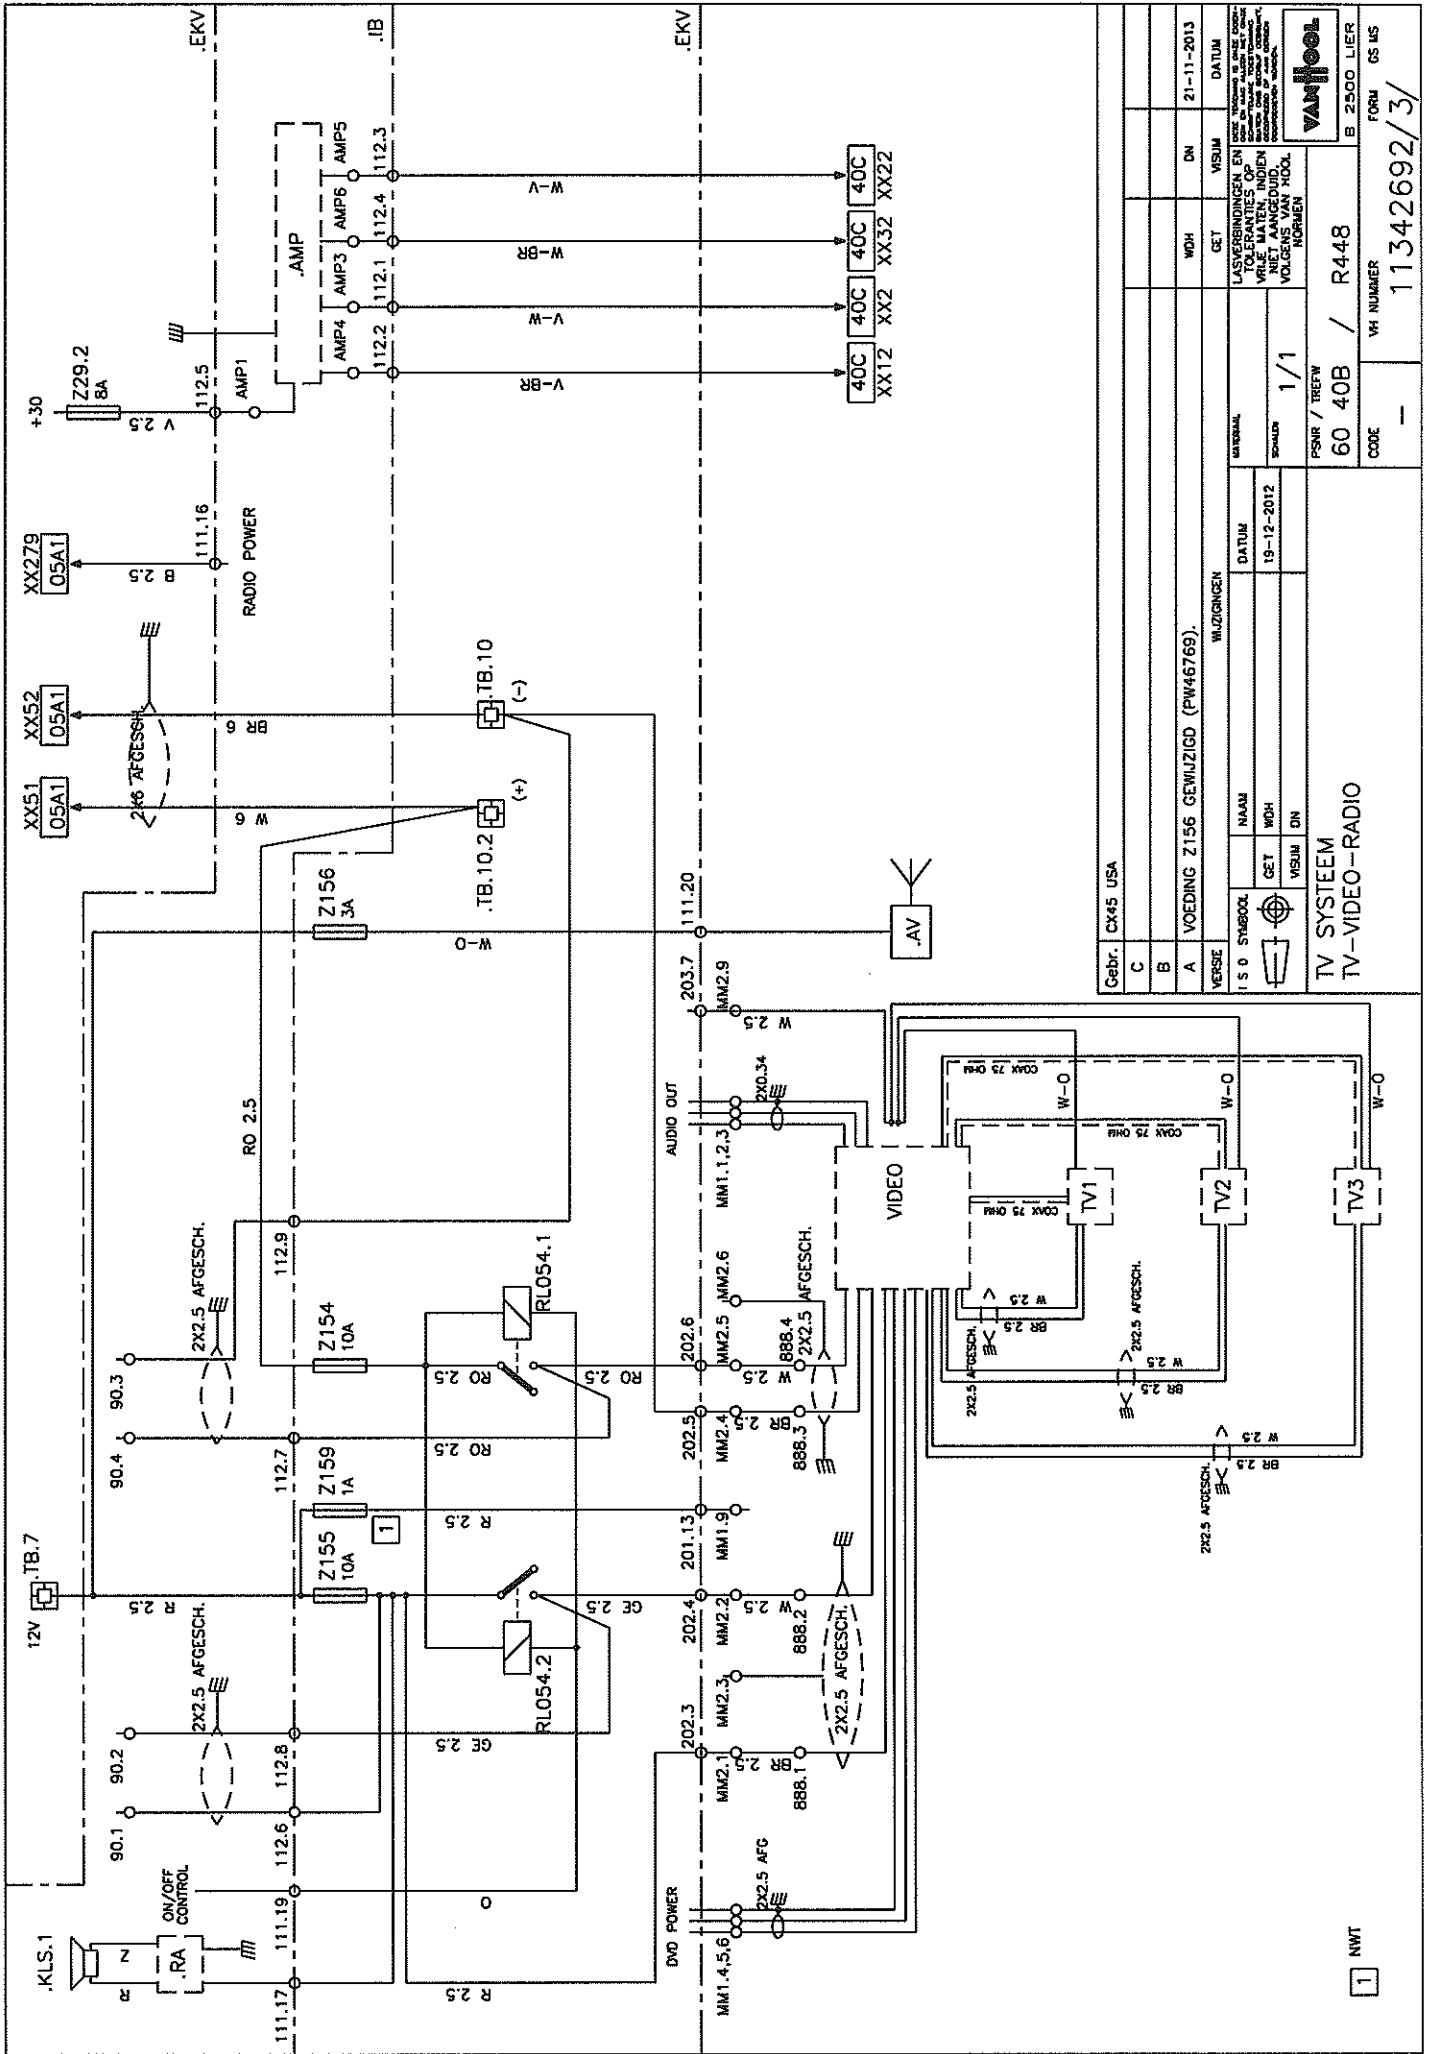 .KLS.1
R
Z
.RA
ON/OFF
CONTROL
90.1
90.2
2X2.5 AFGESCH.
12V
.TB.7
R 2.5
90.4
90.3
2X2.5 AFGESCH.
RO 2.5
XX51
05A1
XX52
05A1
2X6 AFGESCH.
W 6
BR 6
XX279
05A1
B 2.5
111.16
RADIO POWER
+30
Z29.2
8A
V 2.5
112.5
AMP1
.EKV
.IB
.EKV
.AMP
AMP4
AMP3
AMP6
AMP5
112.2
112.1
112.4
112.3
V-BR
V-W
W-BR
W-V
40C
XX12
40C
XX2
40C
XX32
40C
XX22
111.17
111.19
112.6
112.8
Z155
10A
Z159
1A
1
112.7
Z154
10A
112.9
Z156
3A
.TB.10.2
(+)
.TB.10
(-)
R 2.5
O
GE 2.5
RL054.2
GE 2.5
R 2.5
RO 2.5
RO 2.5
RO 2.5
RL054.1
W-O
DVD POWER
MM1.4,5,6
2X2.5 AFG
202.3
MM2.1
BR 2.5
888.1
MM2.3
2X2.5 AFGESCH.
202.4
MM2.2
W 2.5
888.2
201.13
MM1.9
202.5
MM2.4
BR 2.5
888.3
202.6
MM2.5
W 2.5
888.4
MM2.6
2X2.5 AFGESCH.
AUDIO OUT
MM1.1,2,3
2X0.34
203.7
MM2.9
W 2.5
111.20
.AV
VIDEO
COAX 75 OHM
COAX 75 OHM
COAX 75 OHM
TV1
TV2
TV3
W-O
W-O
W-O
2X2.5 AFGESCH.
W 2.5
BR 2.5
2X2.5 AFGESCH.
W 2.5
BR 2.5
2X2.5 AFGESCH.
W 2.5
BR 2.5
1 NWT
Gebr. CX45 USA
C
B
A VOEDING Z156 GEWIJZIGD (PW46769). WDH DN 21-11-2013
VERSIE WIJZIGINGEN GET VISUM DATUM
I S O SYMBOOL
NAAM DATUM
GET WDH 19-12-2012
VISUM DN
MATERIAAL
SCHALEN 1/1
LASVERBINDINGEN EN
TOLERANTIES OP
VRIJE MATEN, INDIEN
NIET AANGEDUID,
VOLGENS VAN HOOL
NORMEN
VANHOOL
B 2500 LIER
TV SYSTEEM
TV-VIDEO-RADIO
PSNR / TREFW
60 40B / R448
CODE
—
VH NUMMER FORM GS MS
11342692/3/